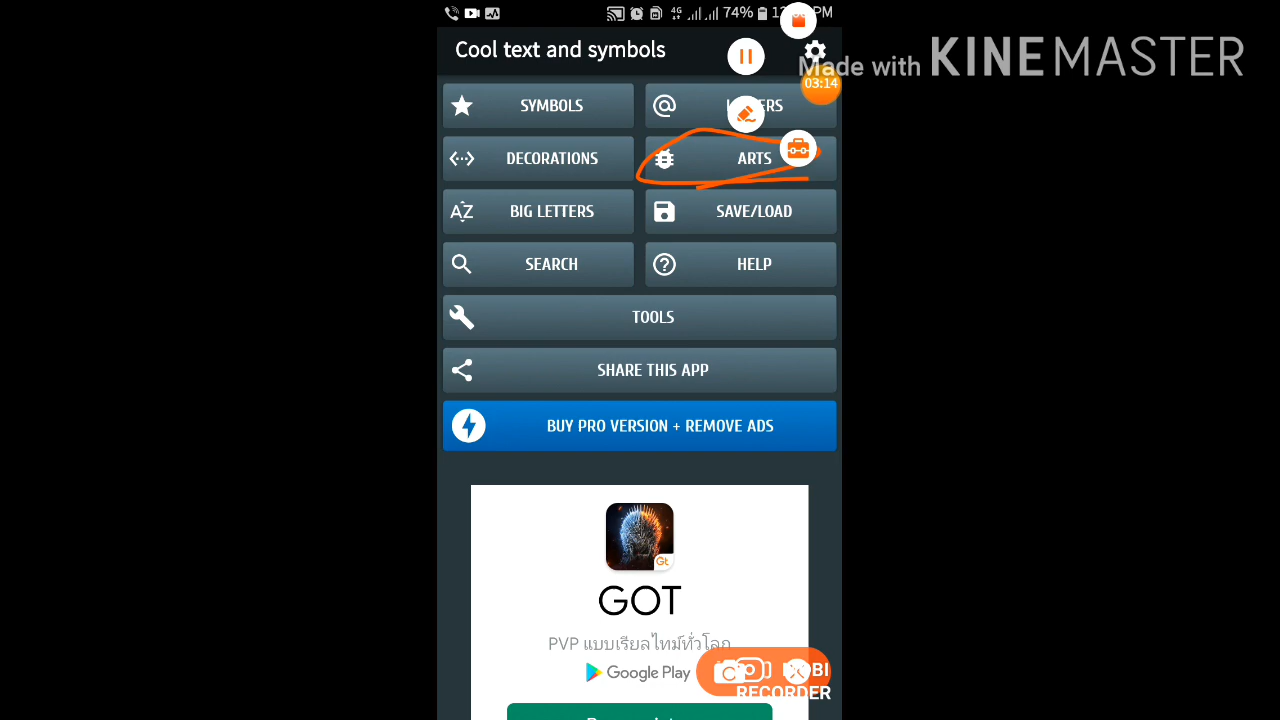 74%
PM
Cool text and symbols
Made with KINEMASTER
03:14
SYMBOLS
DECORATIONS
ARTS
BIG LETTERS
SAVE/LOAD
SEARCH
HELP
TOOLS
SHARE THIS APP
BUY PRO VERSION + REMOVE ADS
Gt
GOT
PVP แบบเรียลไทม์ทั่วโลก
Google Play
RECORDER